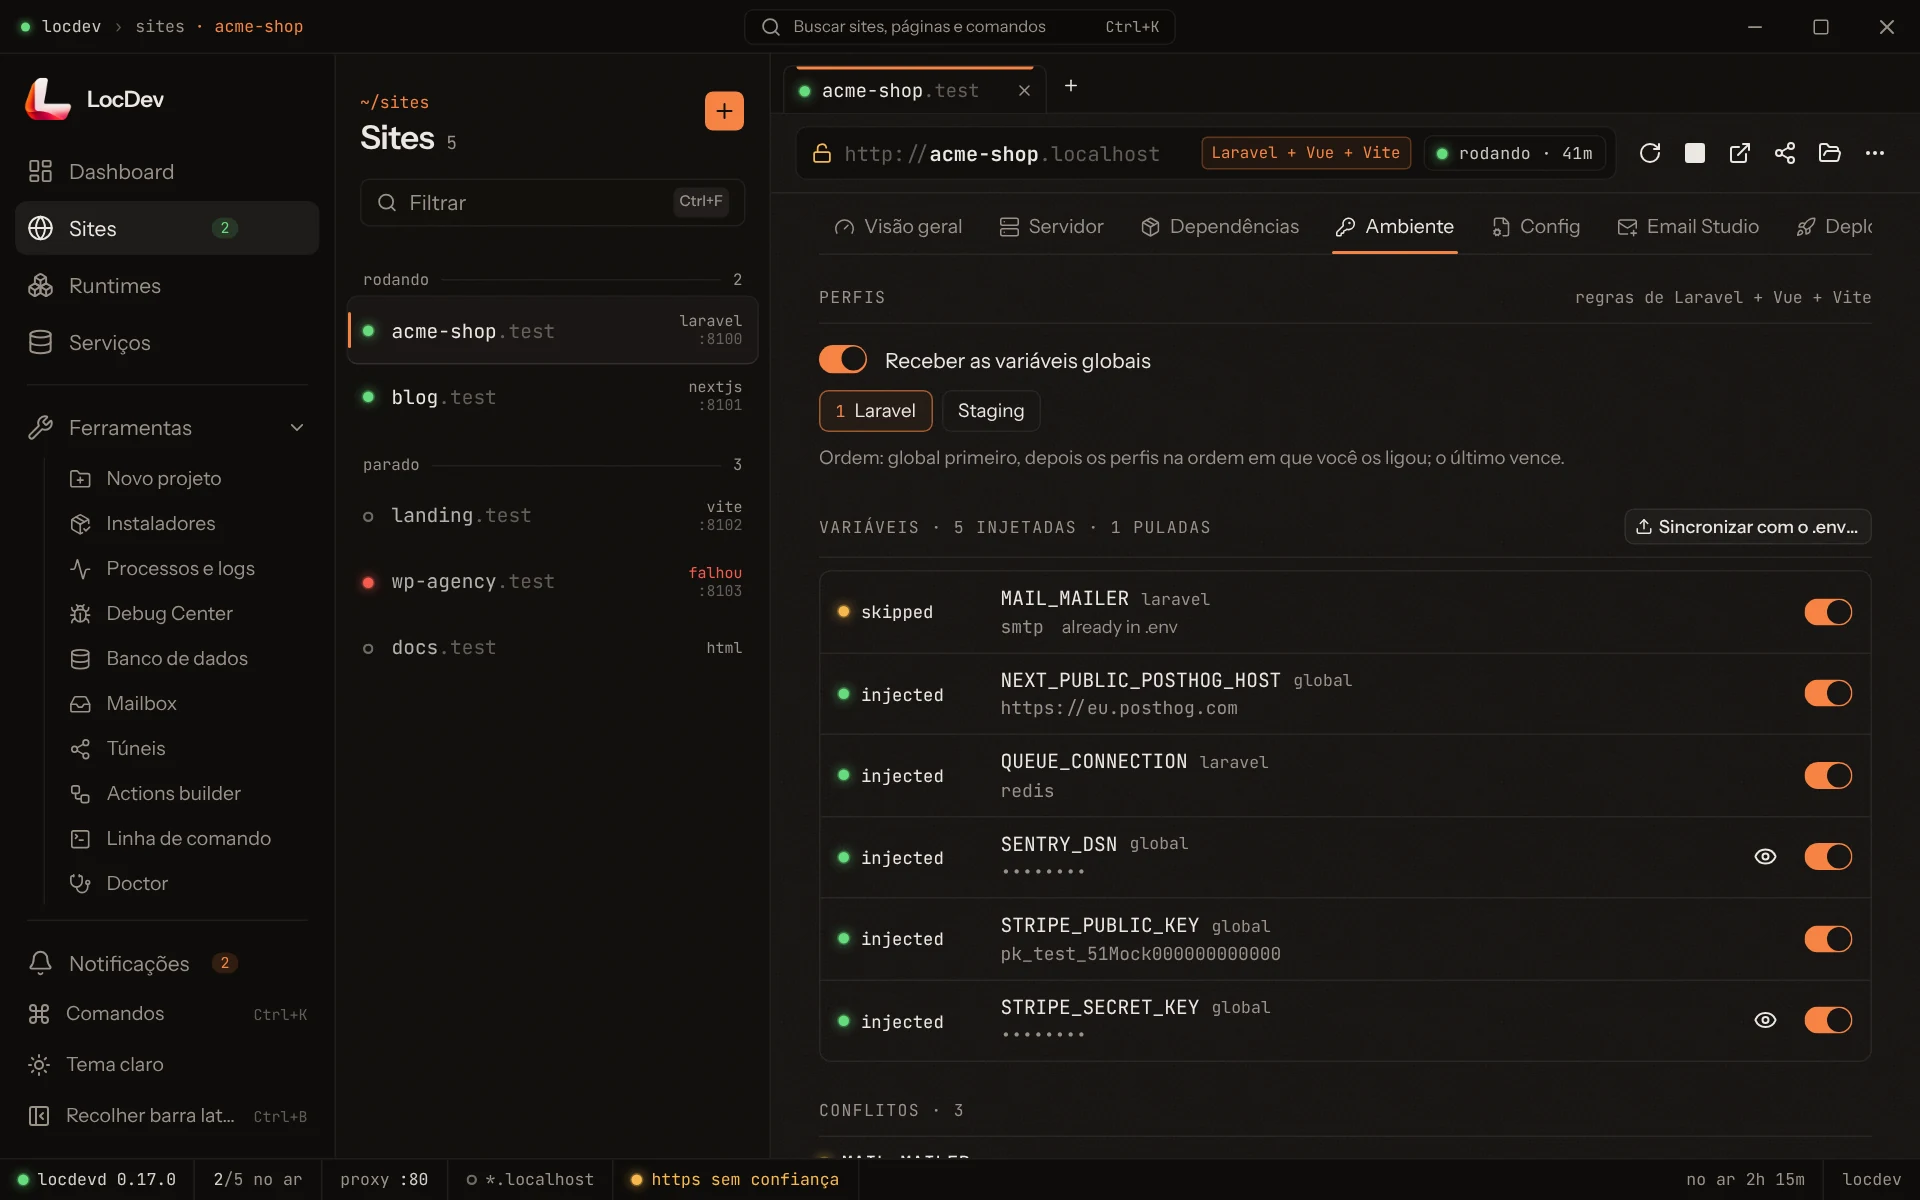 locdev › sites · acme-shop
Buscar sites, páginas e comandos Ctrl+K
LocDev
Dashboard
Sites 2
Runtimes
Serviços
Ferramentas
Novo projeto
Instaladores
Processos e logs
Debug Center
Banco de dados
Mailbox
Túneis
Actions builder
Linha de comando
Doctor
Notificações 2
Comandos Ctrl+K
Tema claro
Recolher barra lat... Ctrl+B
~/sites
Sites 5
Filtrar Ctrl+F
rodando 2
acme-shop.test laravel :8100
blog.test nextjs :8101
parado 3
landing.test vite :8102
wp-agency.test falhou :8103
docs.test html
acme-shop.test
http://acme-shop.localhost Laravel + Vue + Vite rodando · 41m
Visão geral Servidor Dependências Ambiente Config Email Studio Deplo
PERFIS regras de Laravel + Vue + Vite
Receber as variáveis globais
1 Laravel Staging
Ordem: global primeiro, depois os perfis na ordem em que você os ligou; o último vence.
VARIÁVEIS · 5 INJETADAS · 1 PULADAS Sincronizar com o .env...
skipped MAIL_MAILER laravel
smtp already in .env
injected NEXT_PUBLIC_POSTHOG_HOST global
https://eu.posthog.com
injected QUEUE_CONNECTION laravel
redis
injected SENTRY_DSN global
••••••••
injected STRIPE_PUBLIC_KEY global
pk_test_51Mock000000000000
injected STRIPE_SECRET_KEY global
••••••••
CONFLITOS · 3
MAIL_MAILER
locdevd 0.17.0 2/5 no ar proxy :80 *.localhost https sem confiança no ar 2h 15m locdev